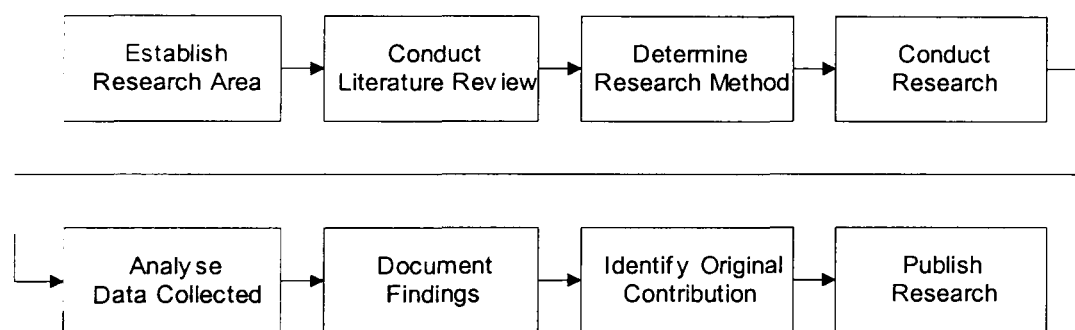 Establish
Research Area
Conduct
Literature Review
Determine
Research Method
Conduct
Research
Analyse
Data Collected
Document
Findings
Identify Original
Contribution
Publish
Research